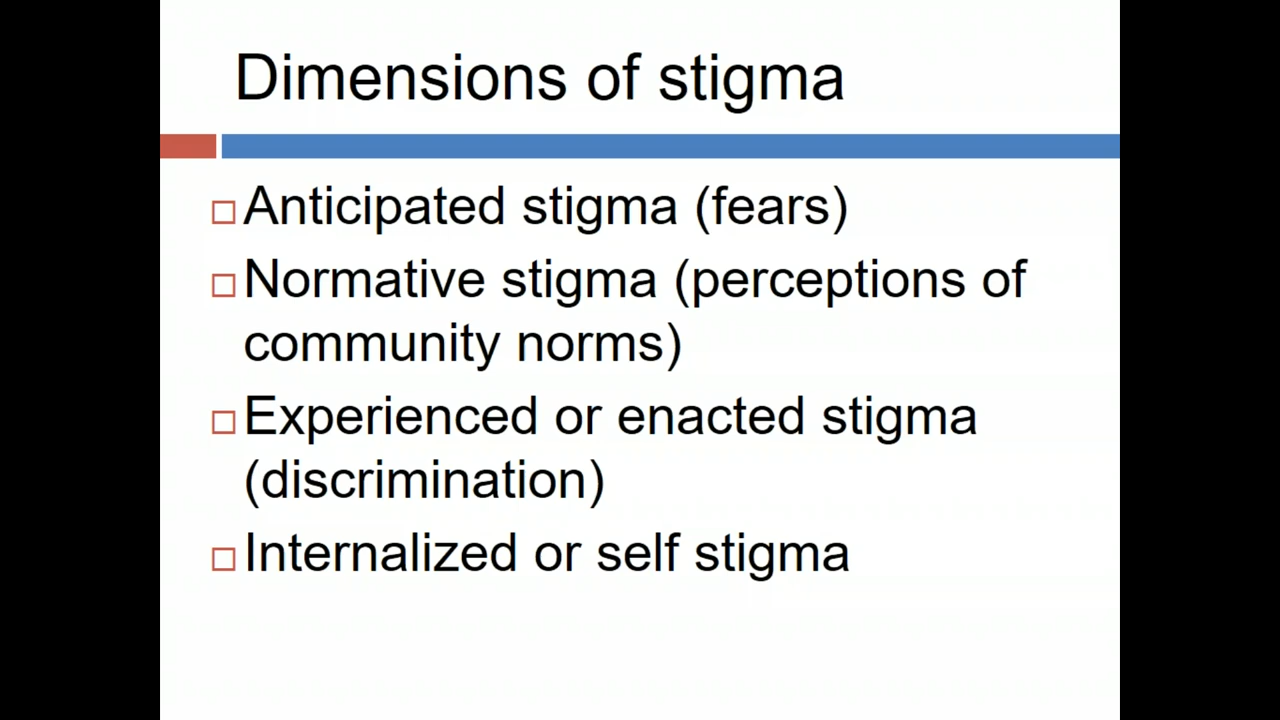 Dimensions of stigma
Anticipated stigma (fears)
Normative stigma (perceptions of
community norms)
Experienced or enacted stigma
(discrimination)
Internalized or self stigma